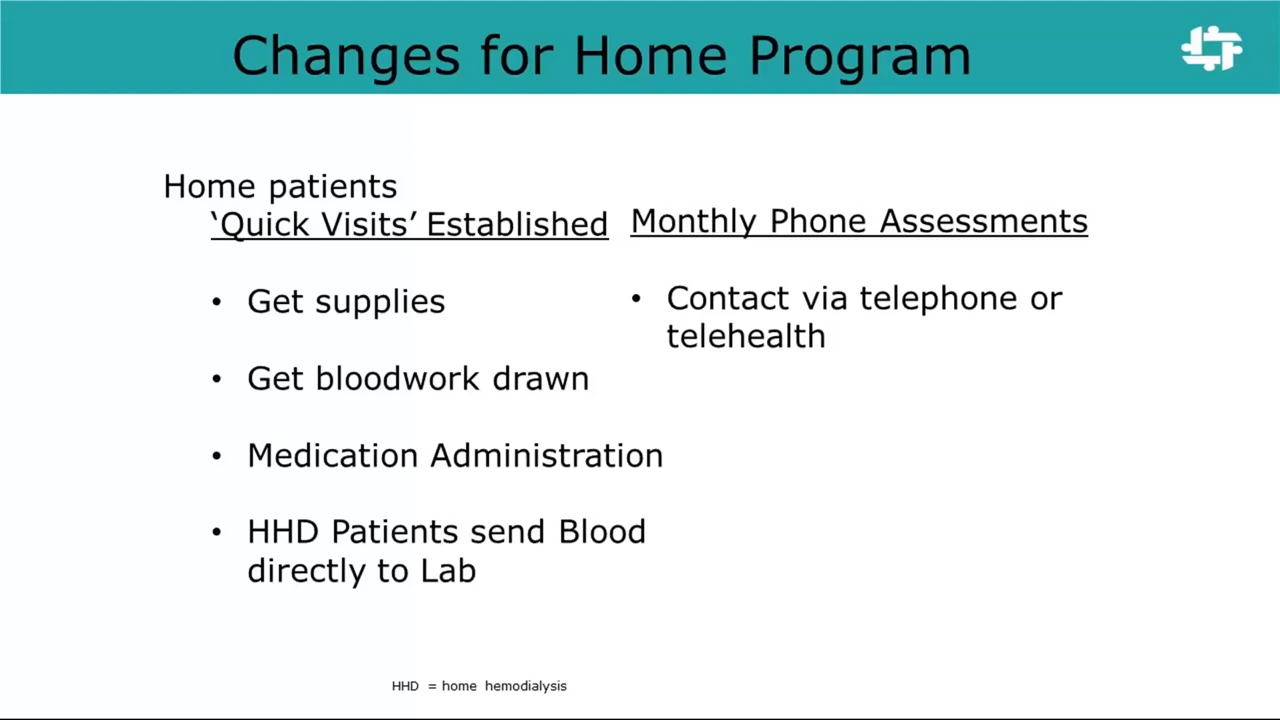 Changes for Home Program
Home patients
‘Quick Visits’ Established
• Get supplies
• Get bloodwork drawn
• Medication Administration
• HHD Patients send Blood
directly to Lab
Monthly Phone Assessments
• Contact via telephone or
telehealth
HHD = home hemodialysis